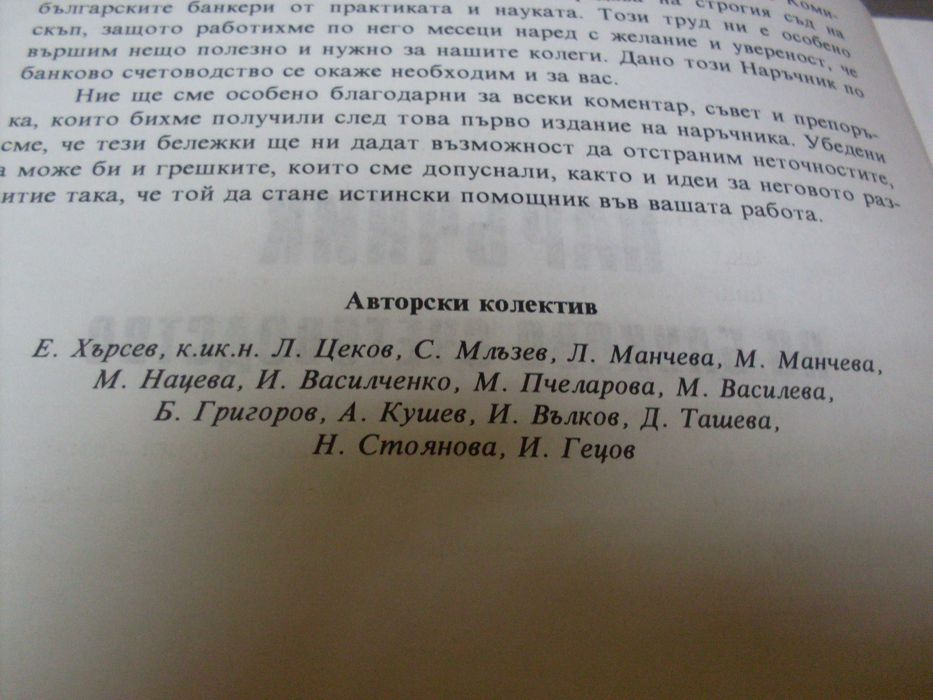 на строгия съд на
българските банкери от практиката и науката. Този труд ни е особено
скъп, защото работихме по него месеци наред с желание и увереност, че
вършим нещо полезно и нужно за нашите колеги. Дано този Наръчник по
банково счетоводство се окаже необходим и за вас.
Ние ще сме особено благодарни за всеки коментар, съвет и препоръ-
ка, които бихме получили след това първо издание на наръчника. Убедени
сме, че тези бележки ще ни дадат възможност да отстраним неточностите,
а може би и грешките, които сме допуснали, както и идеи за неговото раз-
витие така, че той да стане истински помощник във вашата работа.
Авторски колектив
Е. Хърсев, к.ик.н. Л. Цеков, С. Млъзев, Л. Манчева, М. Манчева,
М. Нацева, И. Василченко, М. Пчеларова, М. Василева,
Б. Григоров, А. Кушев, И. Вълков, Д. Ташева,
Н. Стоянова, И. Гецов